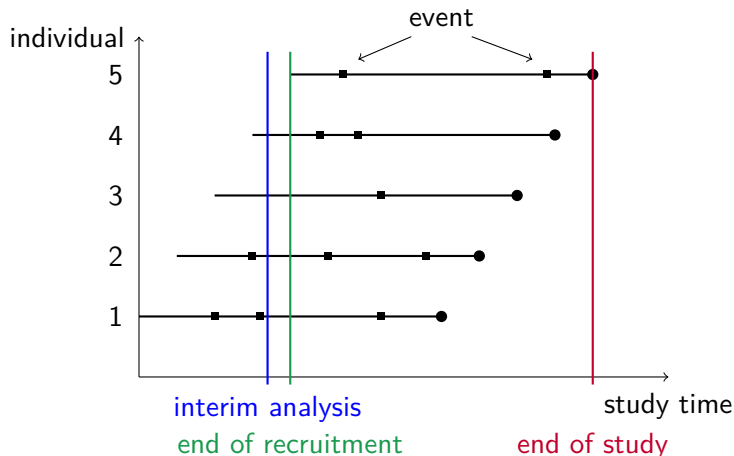 event
individual
5
4
3
2
1
interim analysis
study time
end of recruitment
end of study